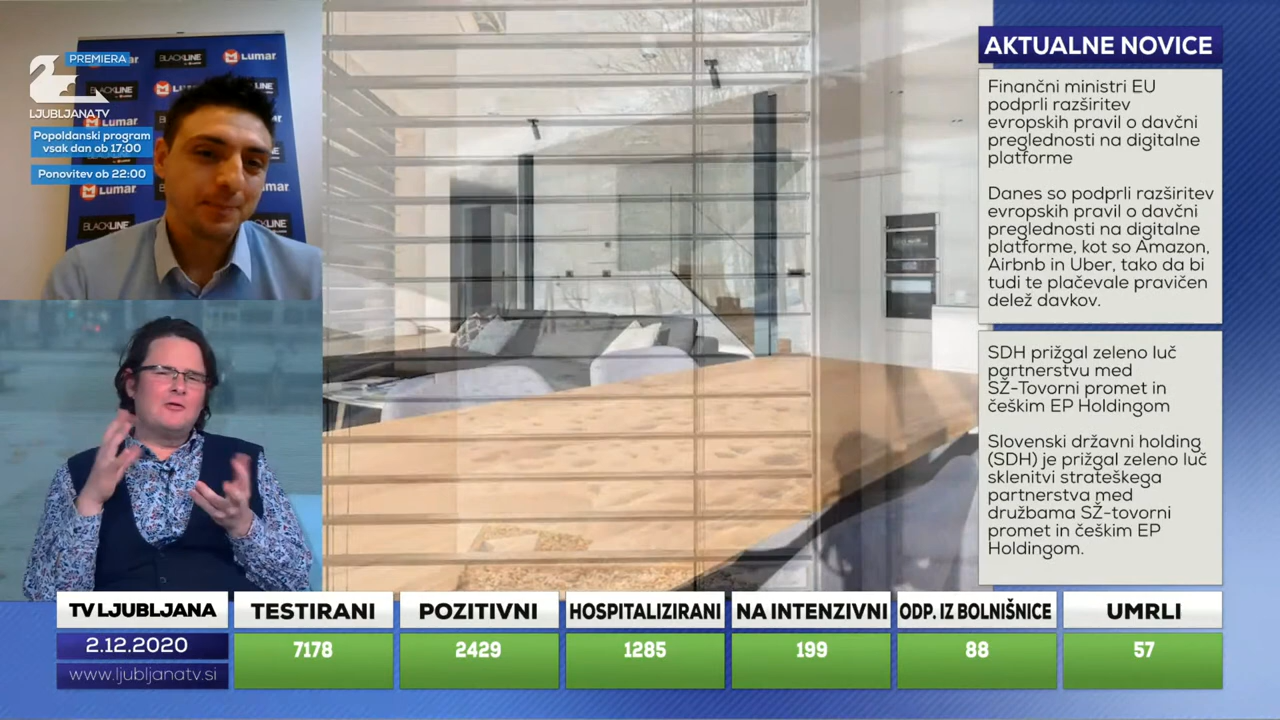 PREMIERA
LJUBLJANATV
Popoldanski program
vsak dan ob 17:00
Ponovitev ob 22:00
BLACKLINE
Lumar
Lumar
BLACKLINE
AKTUALNE NOVICE
Finančni ministri EU
podprli razširitev
evropskih pravil o davčni
preglednosti na digitalne
platforme
Danes so podprli razširitev
evropskih pravil o davčni
preglednosti na digitalne
platforme, kot so Amazon,
Airbnb in Uber, tako da bi
tudi te plačevale pravičen
delež davkov.
SDH prižgal zeleno luč
partnerstvu med
SŽ-Tovorni promet in
češkim EP Holdingom
Slovenski državni holding
(SDH) je prižgal zeleno luč
sklenitvi strateškega
partnerstva med
družbama SŽ-tovorni
promet in češkim EP
Holdingom.
TV LJUBLJANA
2.12.2020
www.ljubljanatv.si
TESTIRANI
7178
POZITIVNI
2429
HOSPITALIZIRANI
1285
NA INTENZIVNI
199
ODP. IZ BOLNIŠNICE
88
UMRLI
57